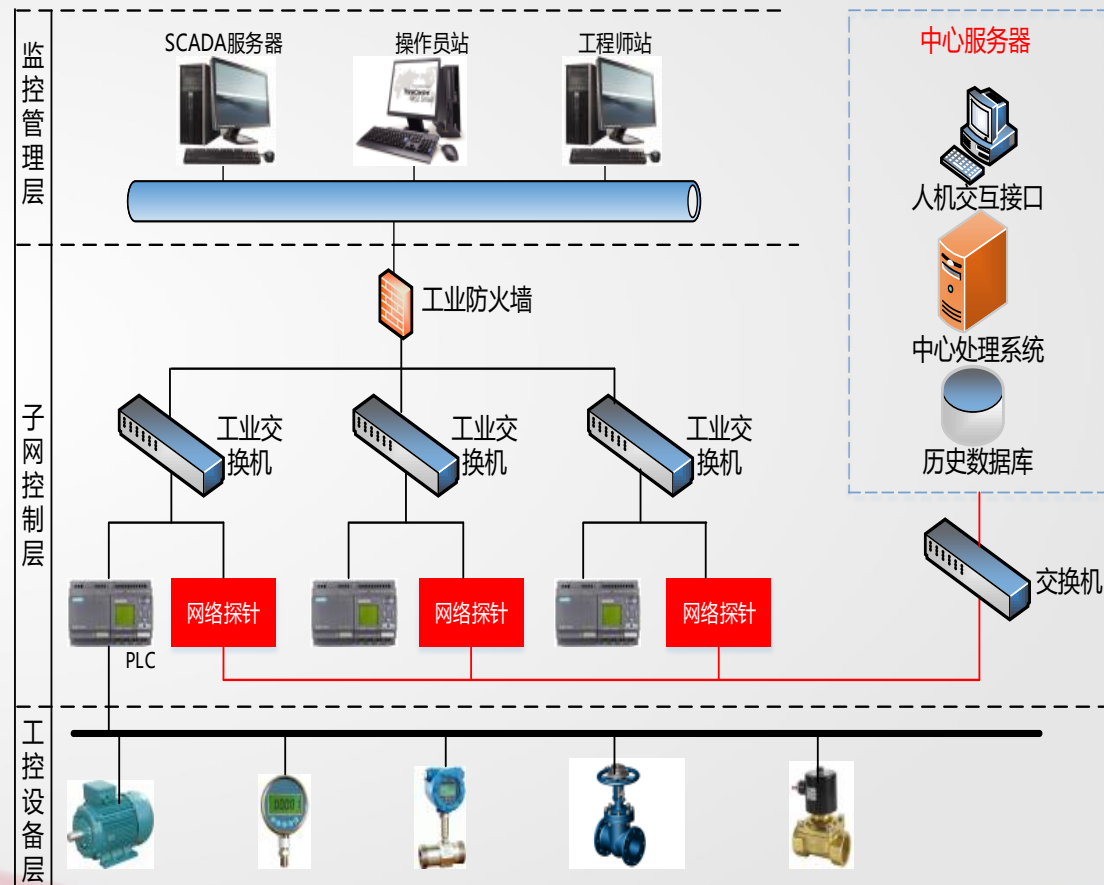 监控管理层
SCADA服务器
操作员站
工程师站
中心服务器
人机交互接口
中心处理系统
历史数据库
子网控制层
工业防火墙
工业交
换机
工业交
换机
工业交
换机
交换机
网络探针
网络探针
网络探针
PLC
工控设备层